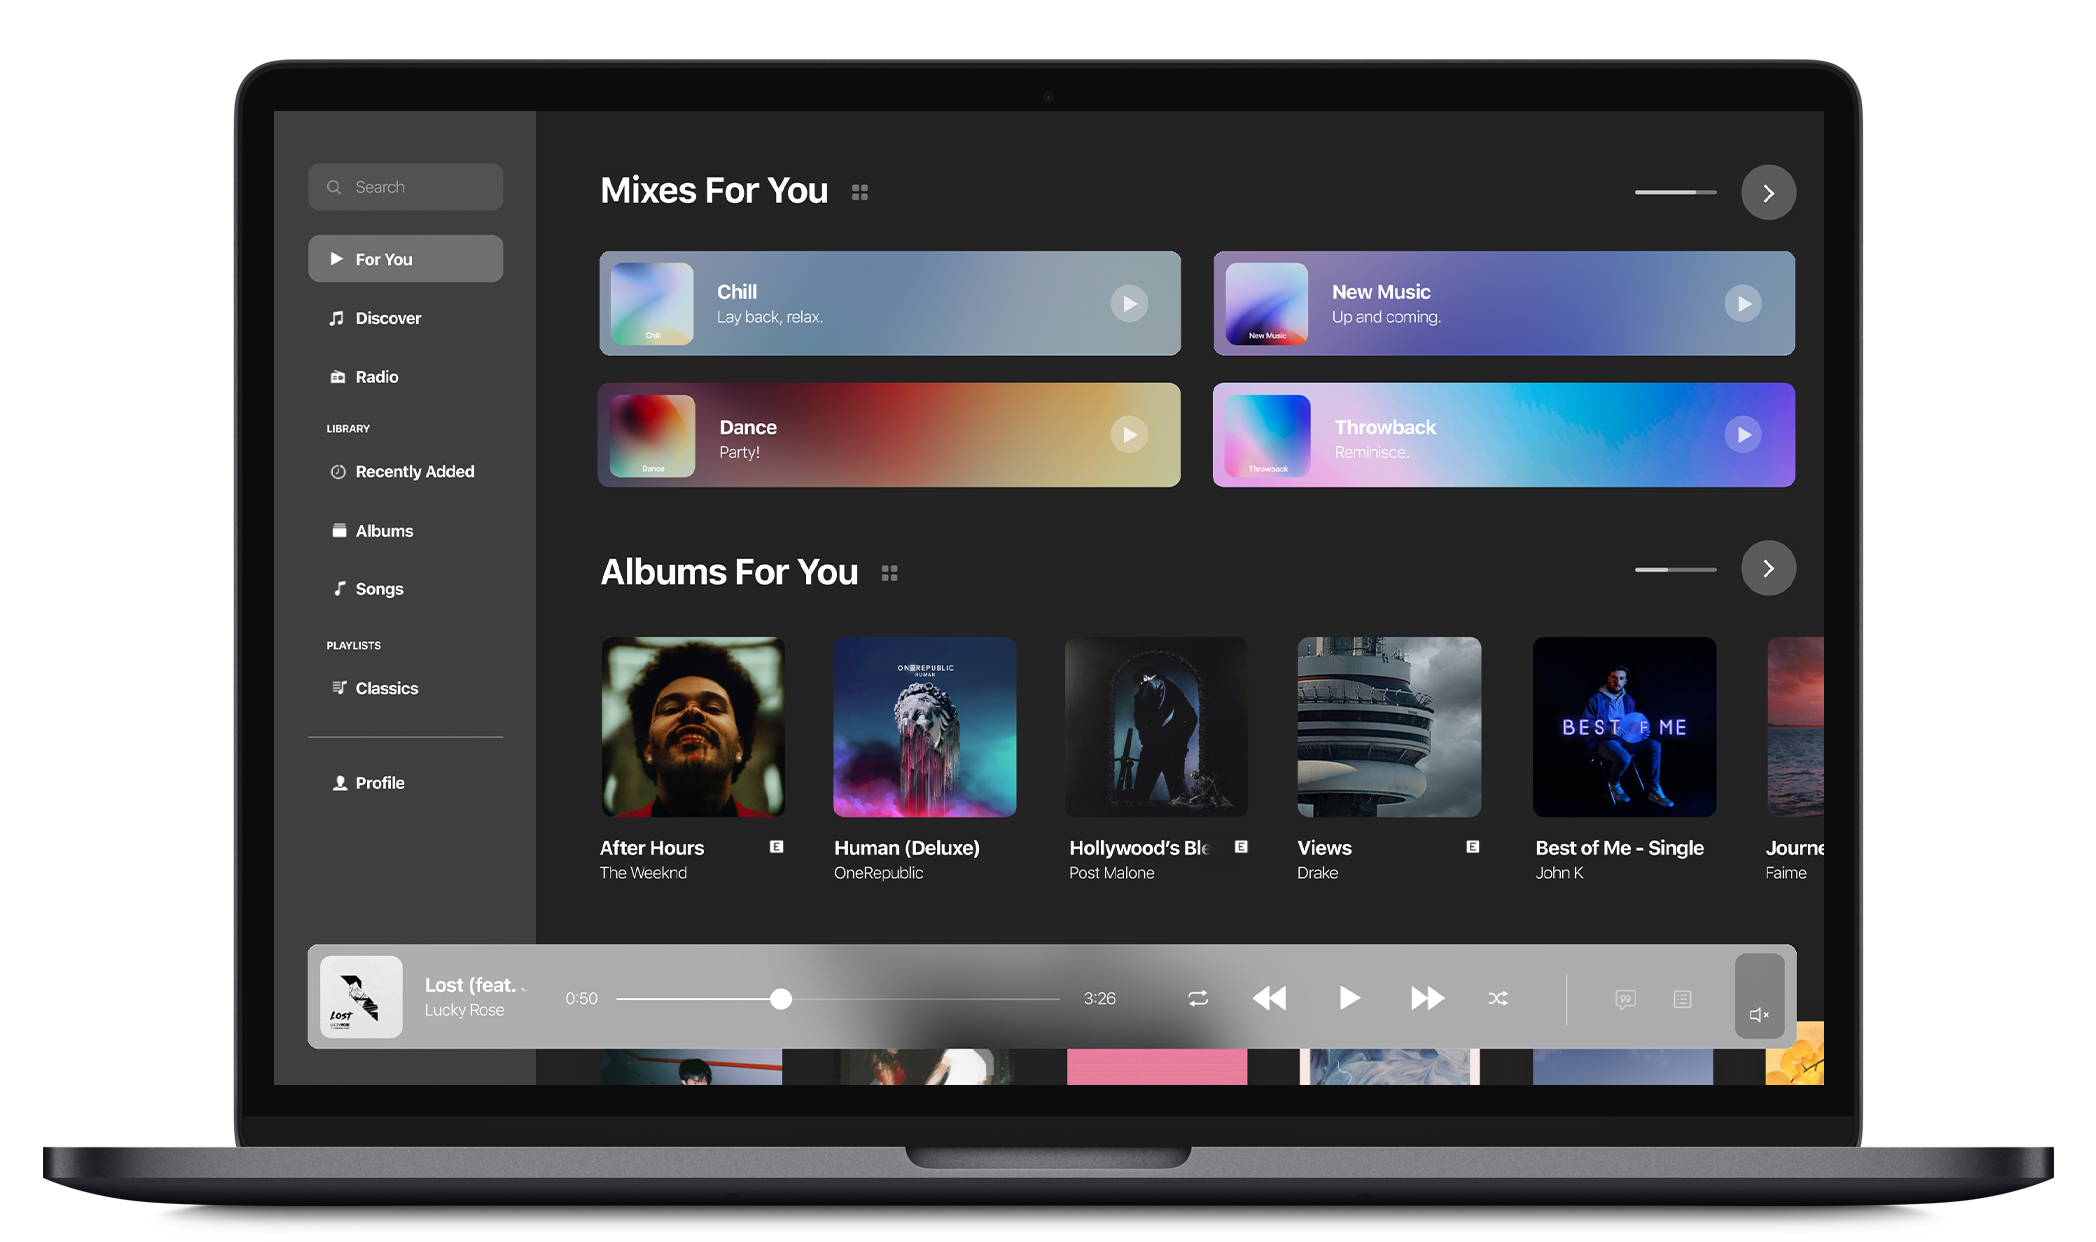 Search
For You
Discover
Radio
LIBRARY
Recently Added
Albums
Songs
PLAYLISTS
Classics
Profile
Mixes For You
Chill
Chill
Lay back, relax.
New Music
New Music
Up and coming.
Dance
Dance
Party!
Throwback
Throwback
Reminisce.
Albums For You
ONEREPUBLIC
HUMAN
BEST OF ME
After Hours
E
The Weeknd
Human (Deluxe)
OneRepublic
Hollywood's Ble
E
Post Malone
Views
E
Drake
Best of Me - Single
John K
Journe
Faime
LOST
LUCKY ROSE
Lost (feat. J
Lucky Rose
0:50
3:26